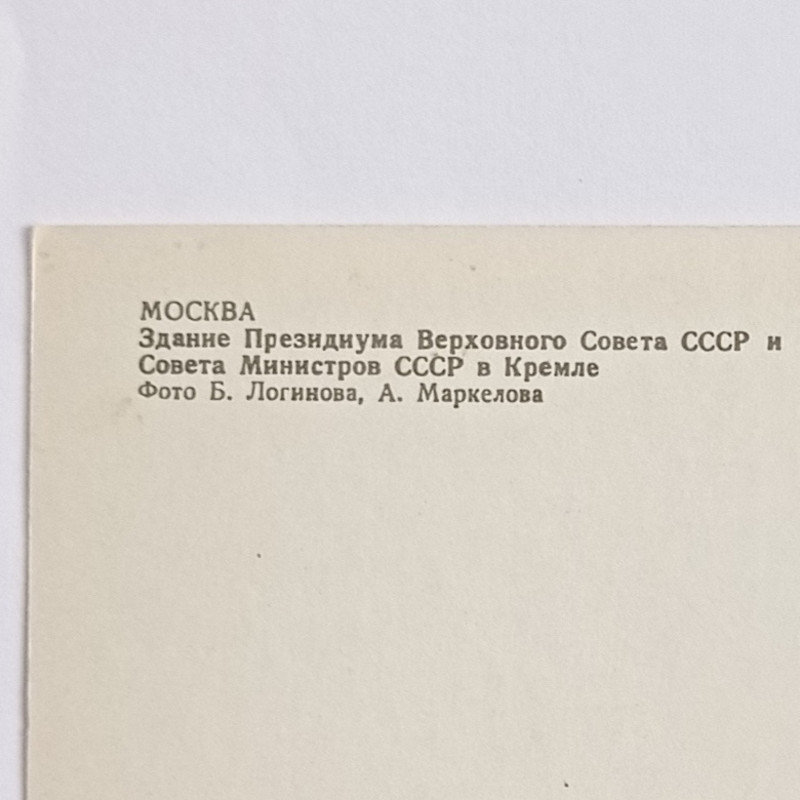 МОСКВА
Здание Президиума Верховного Совета СССР и
Совета Министров СССР в Кремле
Фото Б. Логинова, А. Маркелова